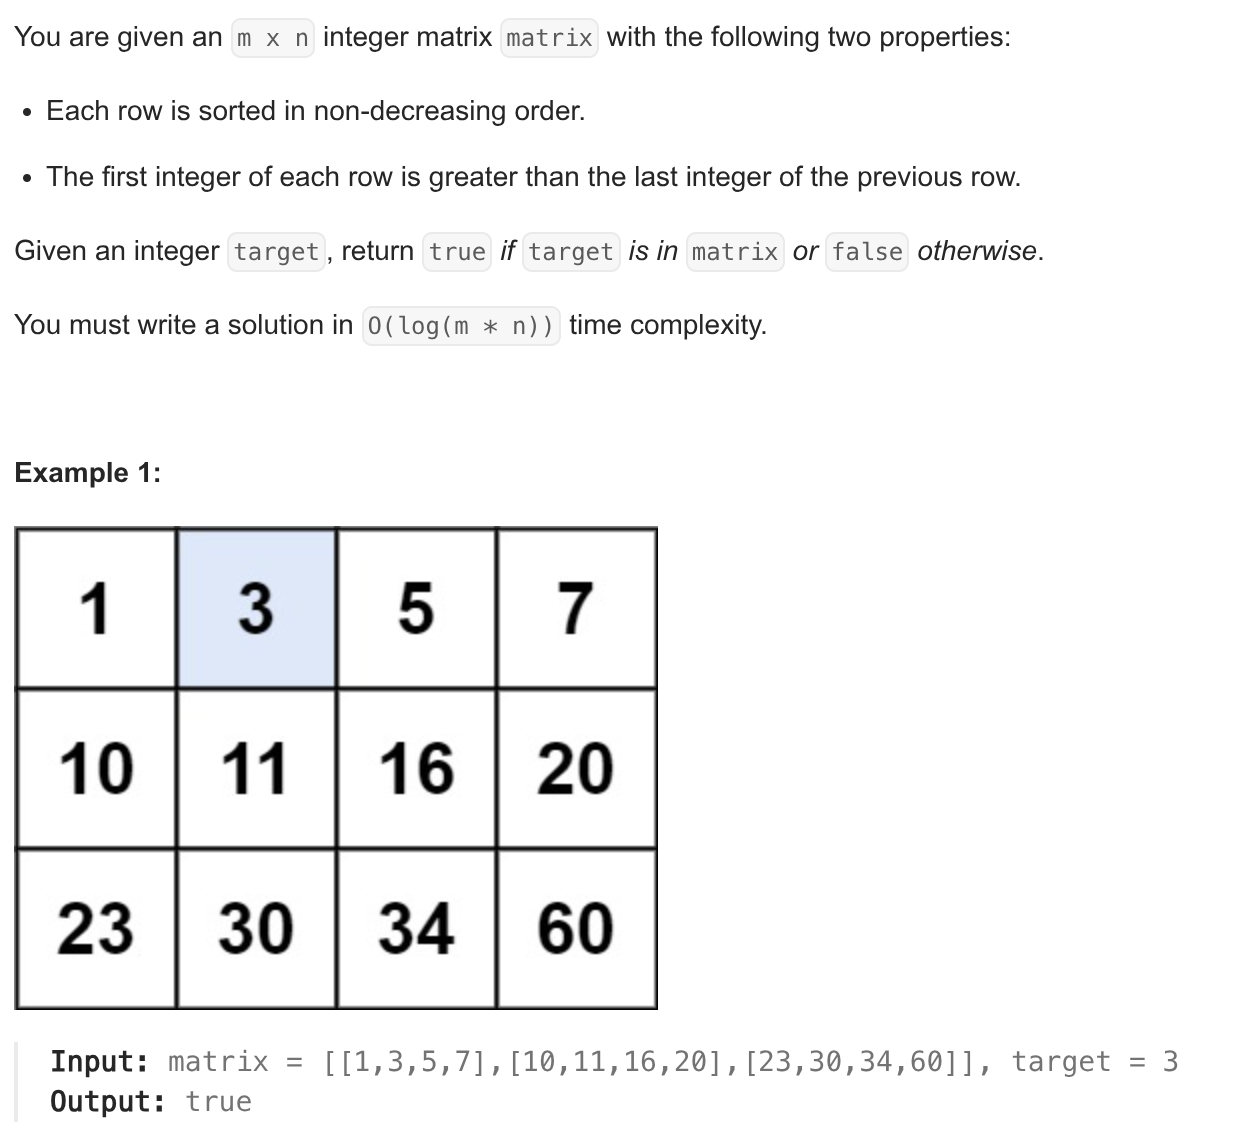 You are given an m x n integer matrix matrix with the following two properties:
• Each row is sorted in non-decreasing order.
• The first integer of each row is greater than the last integer of the previous row.
Given an integer target, return true if target is in matrix or false otherwise.
You must write a solution in O(log(m * n)) time complexity.
Example 1:
1 3 5 7
10 11 16 20
23 30 34 60
Input: matrix = [[1,3,5,7],[10,11,16,20],[23,30,34,60]], target = 3
Output: true